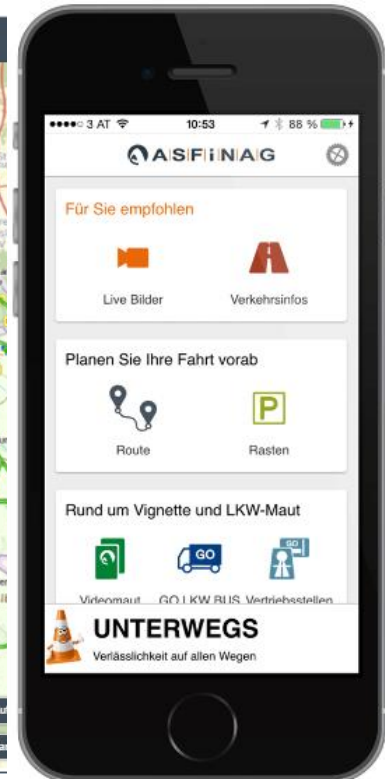 3 AT 10:53 88 %
ASFiNAG
Für Sie empfohlen
Live Bilder Verkehrsinfos
Planen Sie Ihre Fahrt vorab
P
Route Rasten
Rund um Vignette und LKW-Maut
GO GO
Videomaut GO LKW BUS Vertriebsstellen
UNTERWEGS
Verlässlichkeit auf allen Wegen